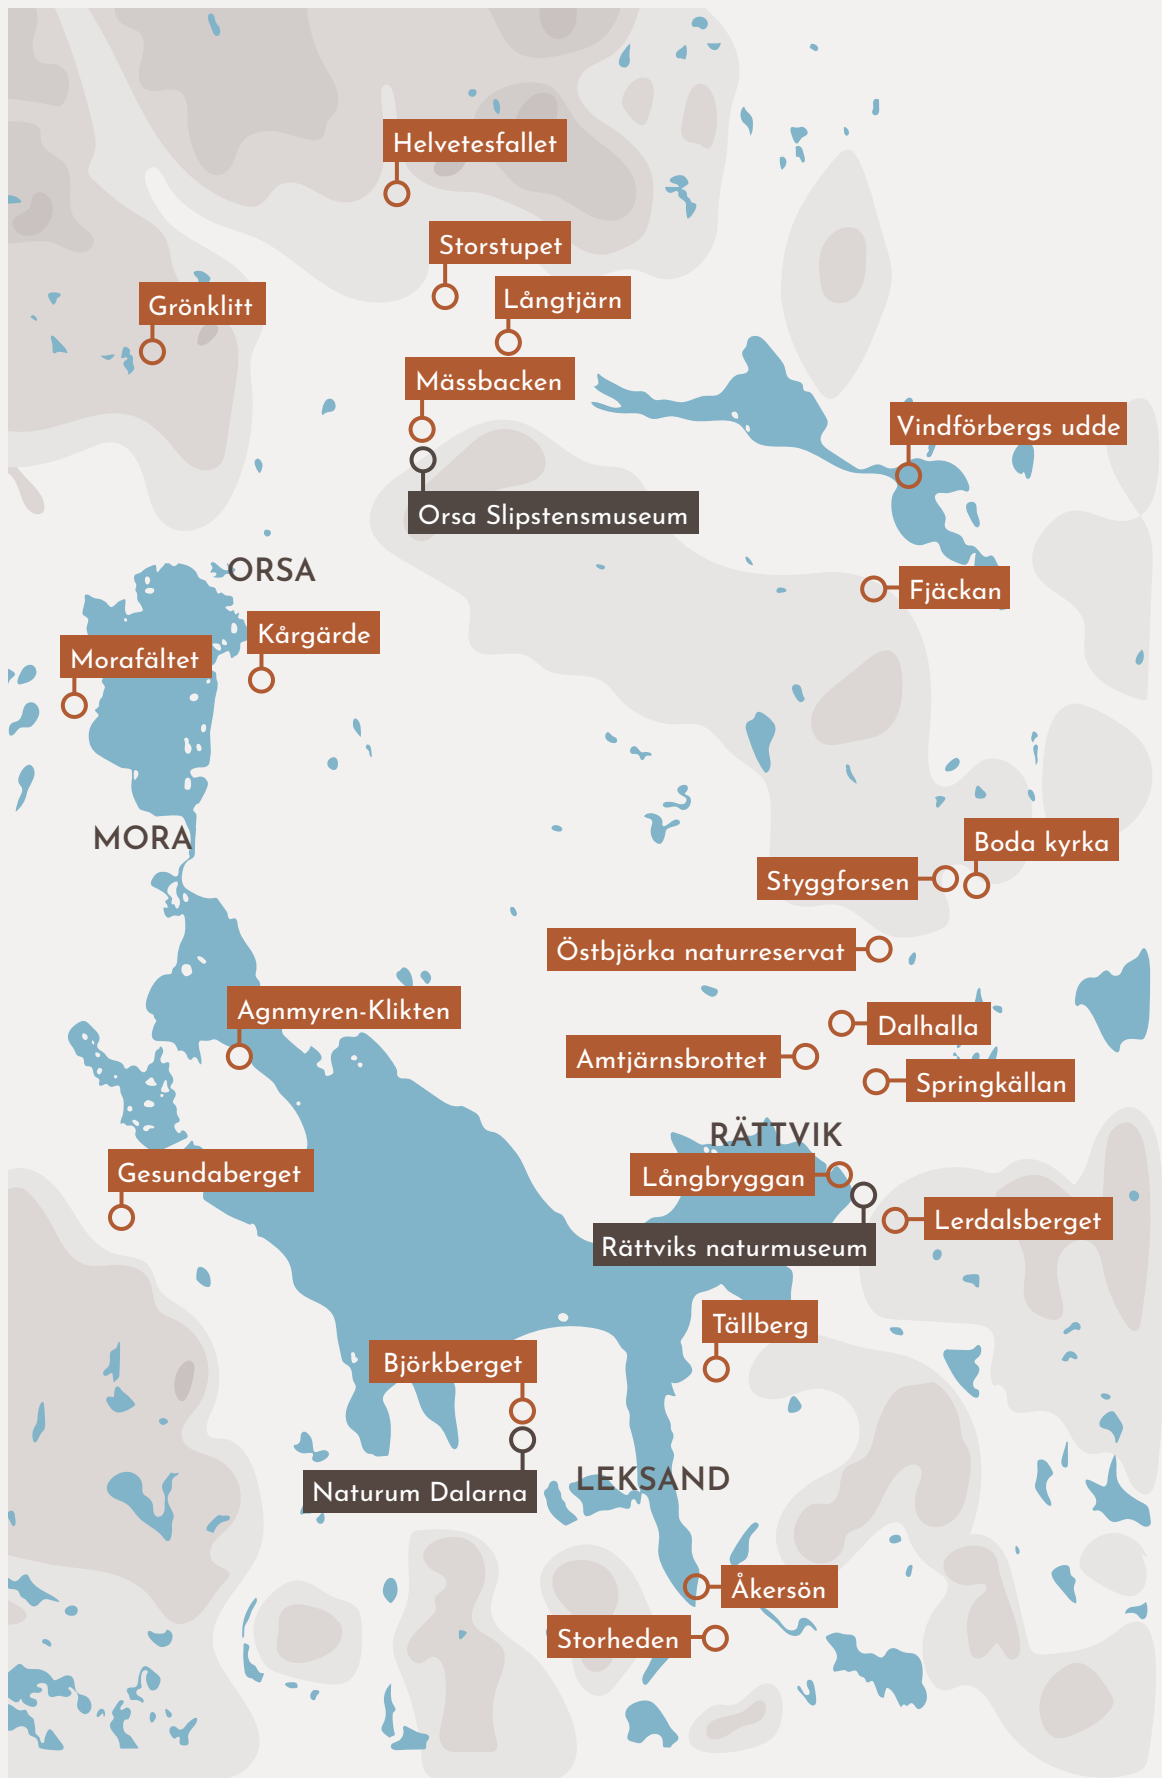 Helvetesfallet
Storstupet
Långtjärn
Grönklitt
Mässbacken
Vindförbergs udde
Orsa Slipstensmuseum
ORSA
Fjäckan
Kårgärde
Morafältet
MORA
Boda kyrka
Styggforsen
Östbjörka naturreservat
Agnmyren-Klikten
Dalhalla
Amtjärnsbrottet
Springkällan
RÄTTVIK
Gesundaberget
Långbryggan
Lerdalsberget
Rättviks naturmuseum
Tällberg
Björkberget
LEKSAND
Naturum Dalarna
Åkersön
Storheden